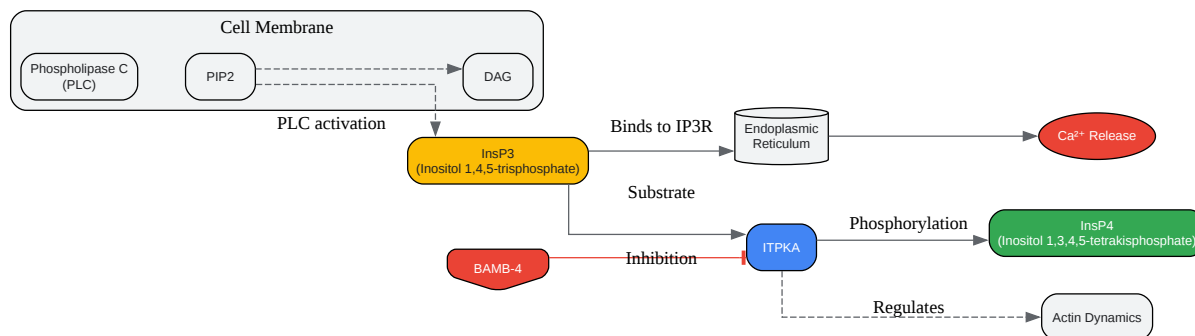 Cell Membrane
Phospholipase C
(PLC)
PIP2
DAG
PLC activation
InsP3
(Inositol 1,4,5-trisphosphate)
Binds to IP3R
Endoplasmic
Reticulum
Ca²⁺ Release
Substrate
BAMB-4
Inhibition
ITPKA
Phosphorylation
InsP4
(Inositol 1,3,4,5-tetrakisphosphate)
Regulates
Actin Dynamics